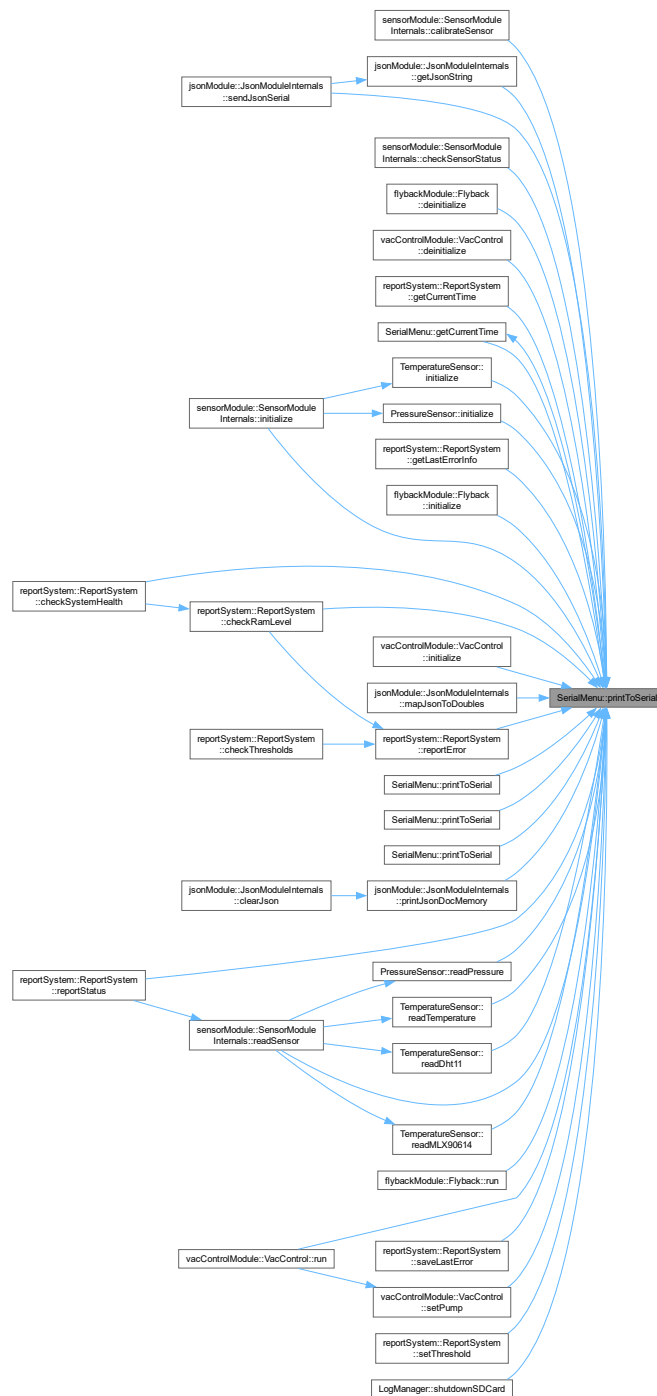 sensorModule::SensorModule
Internals::calibrateSensor
jsonModule::JsonModuleInternals
::getJsonString
jsonModule::JsonModuleInternals
::sendJsonSerial
sensorModule::SensorModule
Internals::checkSensorStatus
flybackModule::Flyback
::deinitialize
vacControlModule::VacControl
::deinitialize
reportSystem::ReportSystem
::getCurrentTime
SerialMenu::getCurrentTime
TemperatureSensor::
initialize
sensorModule::SensorModule
Internals::initialize
PressureSensor::initialize
reportSystem::ReportSystem
::getLastErrorInfo
flybackModule::Flyback
::initialize
reportSystem::ReportSystem
::checkSystemHealth
reportSystem::ReportSystem
::checkRamLevel
vacControlModule::VacControl
::initialize
SerialMenu::printToSerial
jsonModule::JsonModuleInternals
::mapJsonToDoubles
reportSystem::ReportSystem
::checkThresholds
reportSystem::ReportSystem
::reportError
SerialMenu::printToSerial
SerialMenu::printToSerial
SerialMenu::printToSerial
jsonModule::JsonModuleInternals
::clearJson
jsonModule::JsonModuleInternals
::printJsonDocMemory
PressureSensor::readPressure
reportSystem::ReportSystem
::reportStatus
TemperatureSensor::
readTemperature
sensorModule::SensorModule
Internals::readSensor
TemperatureSensor::
readDht11
TemperatureSensor::
readMLX90614
flybackModule::Flyback::run
vacControlModule::VacControl::run
reportSystem::ReportSystem
::saveLastError
vacControlModule::VacControl
::setPump
reportSystem::ReportSystem
::setThreshold
LogManager::shutdownSDCard